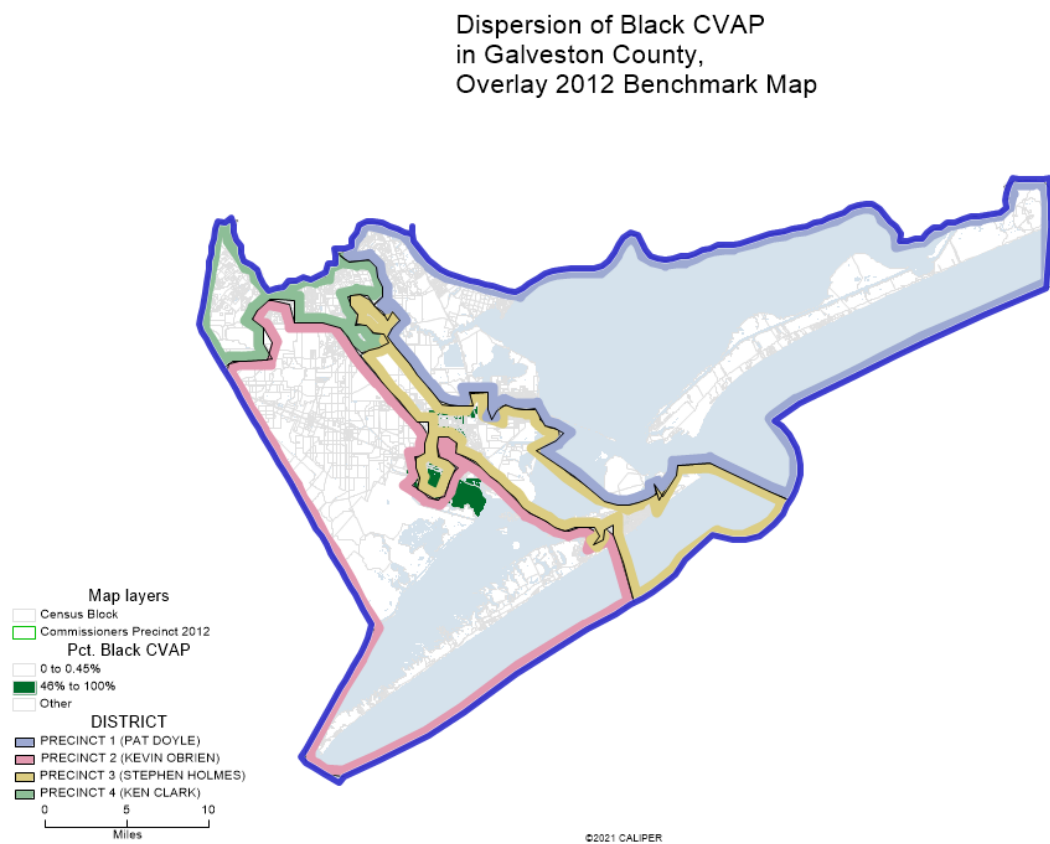 Dispersion of Black CVAP
in Galveston County,
Overlay 2012 Benchmark Map
Map layers
Census Block
Commissioners Precinct 2012
Pct. Black CVAP
0 to 0.45%
46% to 100%
Other
DISTRICT
PRECINCT 1 (PAT DOYLE)
PRECINCT 2 (KEVIN OBRIEN)
PRECINCT 3 (STEPHEN HOLMES)
PRECINCT 4 (KEN CLARK)
0 5 10
Miles
©2021 CALIPER